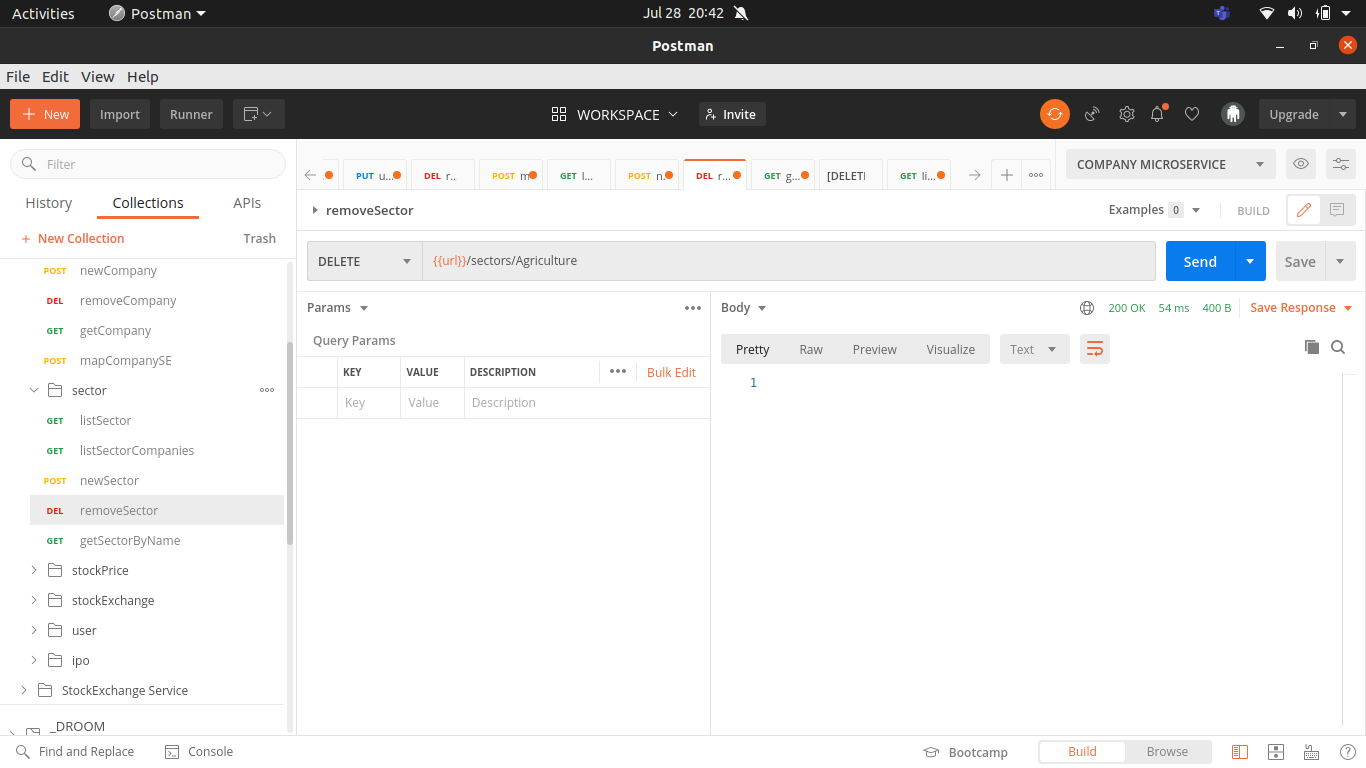 Activities Postman Jul 28 20:42
Postman
File Edit View Help
New Import Runner WORKSPACE Invite Upgrade
Filter
PUT u... DEL r... POST m GET l... POST n. DEL r... GET g... [DELETI GET li...
COMPANY MICROSERVICE
History Collections APIs
removeSector Examples 0 BUILD
+ New Collection Trash
DELETE {{url}}/sectors/Agriculture Send Save
POST newCompany
DEL removeCompany
GET getCompany
POST mapCompanySE
sector
GET listSector
GET listSectorCompanies
POST newSector
DEL removeSector
GET getSectorByName
stockPrice
stockExchange
user
ipo
StockExchange Service
_DROOM
Params
Query Params
KEY VALUE DESCRIPTION Bulk Edit
Key Value Description
Body 200 OK 54 ms 400 B Save Response
Pretty Raw Preview Visualize Text
1
Find and Replace Console Bootcamp Build Browse